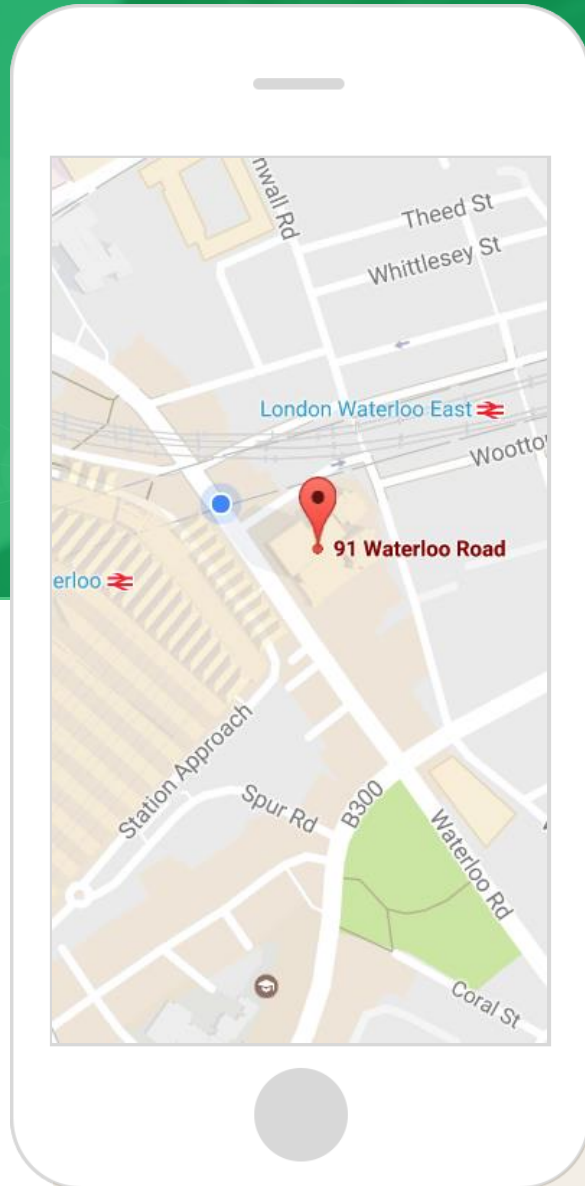 nwall Rd
Theed St
Whittlesey St
London Waterloo East
Wootto
91 Waterloo Road
erloo
Station Approach
Spur Rd
B300
Waterloo Rd
Coral St